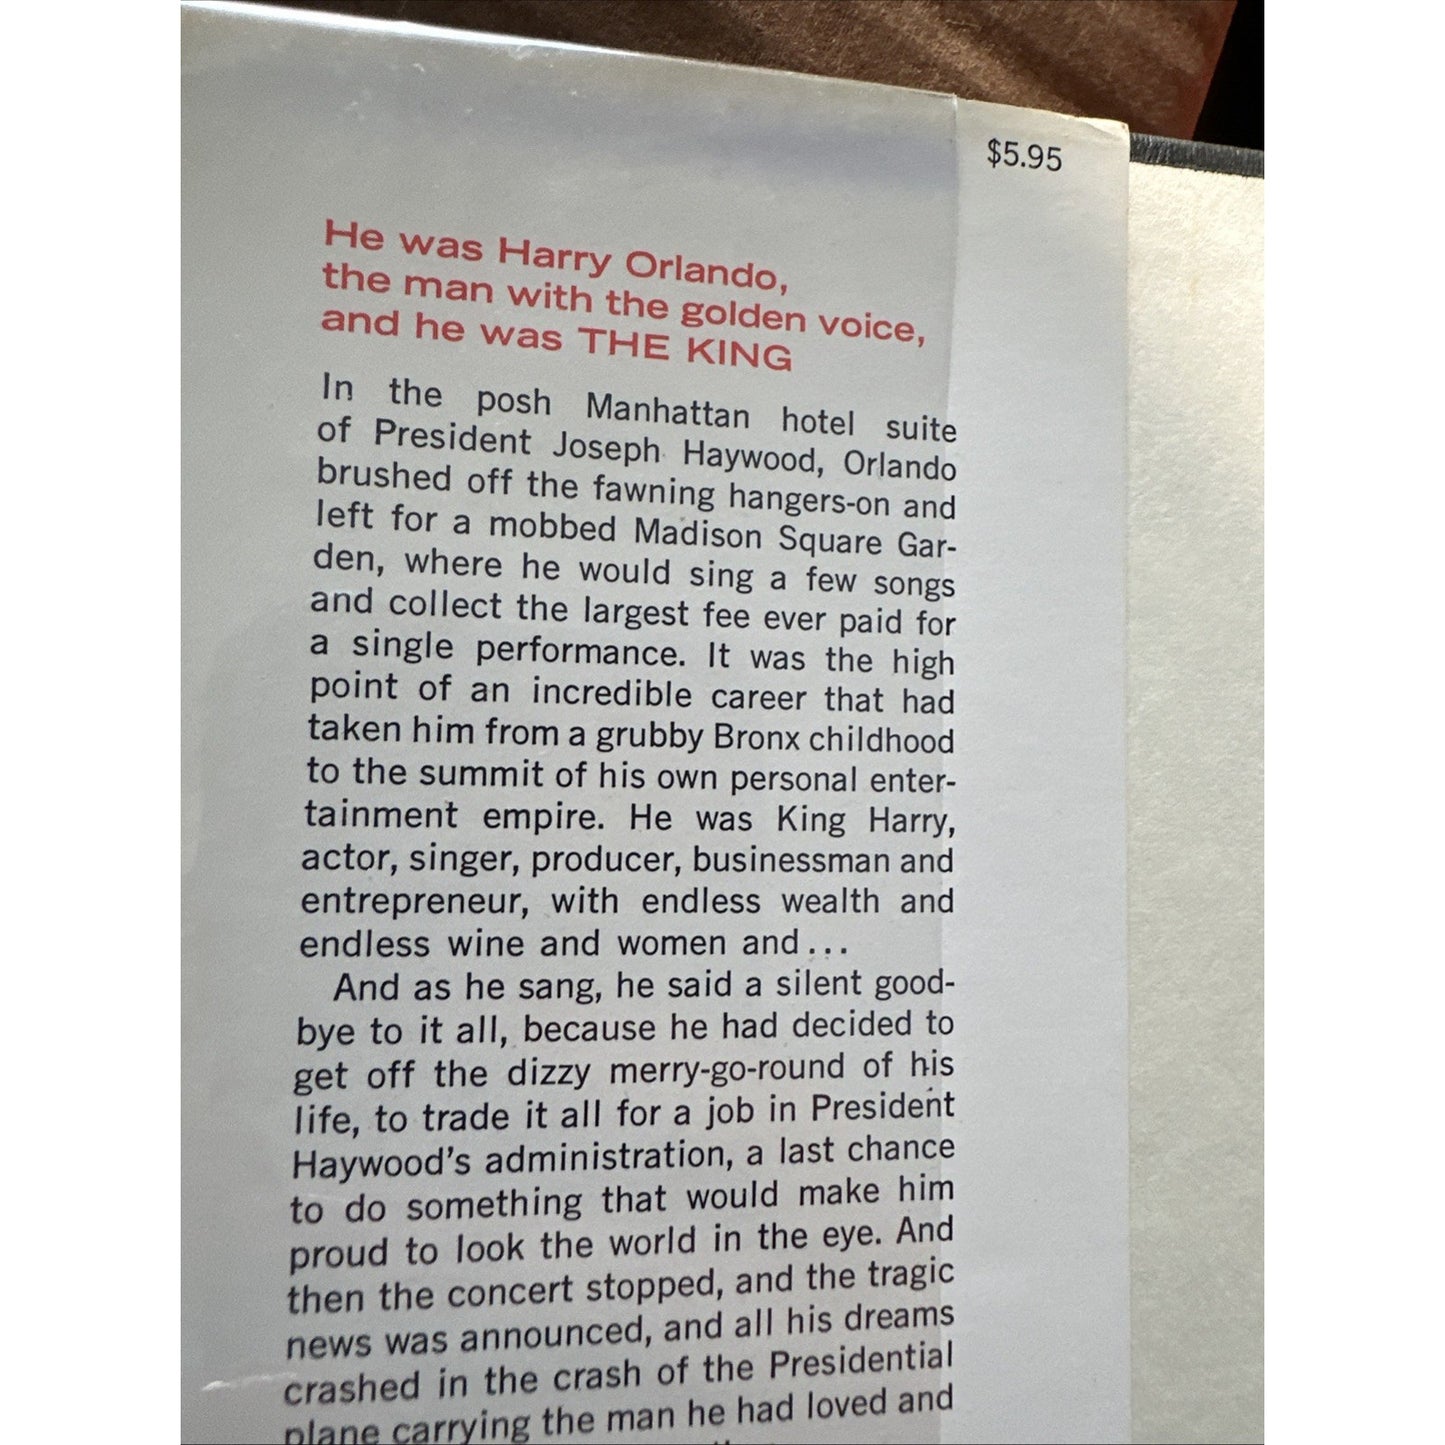 $5.95
He was Harry Orlando,
the man with the golden voice,
and he was THE KING
In the posh Manhattan hotel suite
of President Joseph Haywood, Orlando
brushed off the fawning hangers-on and
left for a mobbed Madison Square Gar-
den, where he would sing a few songs
and collect the largest fee ever paid for
a single performance. It was the high
point of an incredible career that had
taken him from a grubby Bronx childhood
to the summit of his own personal enter-
tainment empire. He was King Harry,
actor, singer, producer, businessman and
entrepreneur, with endless wealth and
endless wine and women and...
And as he sang, he said a silent good-
bye to it all, because he had decided to
get off the dizzy merry-go-round of his
life, to trade it all for a job in President
Haywood's administration, a last chance
to do something that would make him
proud to look the world in the eye. And
then the concert stopped, and the tragic
news was announced, and all his dreams
crashed in the crash of the Presidential
plane carrying the man he had loved and